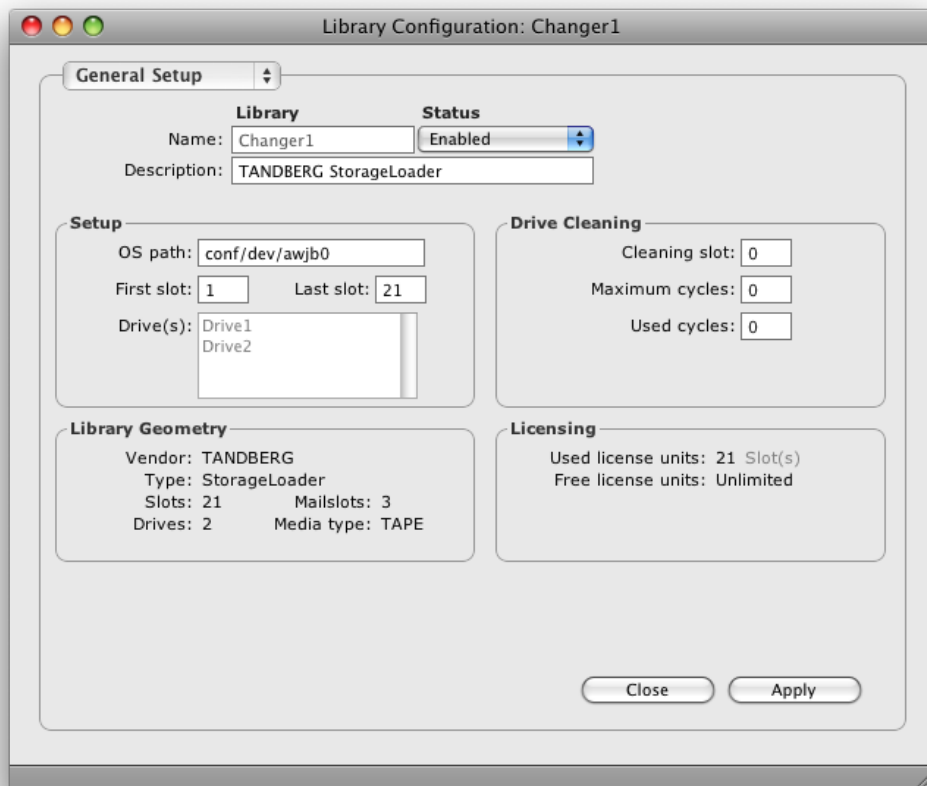 Library Configuration: Changer1
General Setup
Library Status
Name: Changer1 Enabled
Description: TANDBERG StorageLoader
Setup
OS path: conf/dev/awjb0
First slot: 1 Last slot: 21
Drive(s): Drive1
Drive2
Drive Cleaning
Cleaning slot: 0
Maximum cycles: 0
Used cycles: 0
Library Geometry
Vendor: TANDBERG
Type: StorageLoader
Slots: 21 Mailslots: 3
Drives: 2 Media type: TAPE
Licensing
Used license units: 21 Slot(s)
Free license units: Unlimited
Close Apply